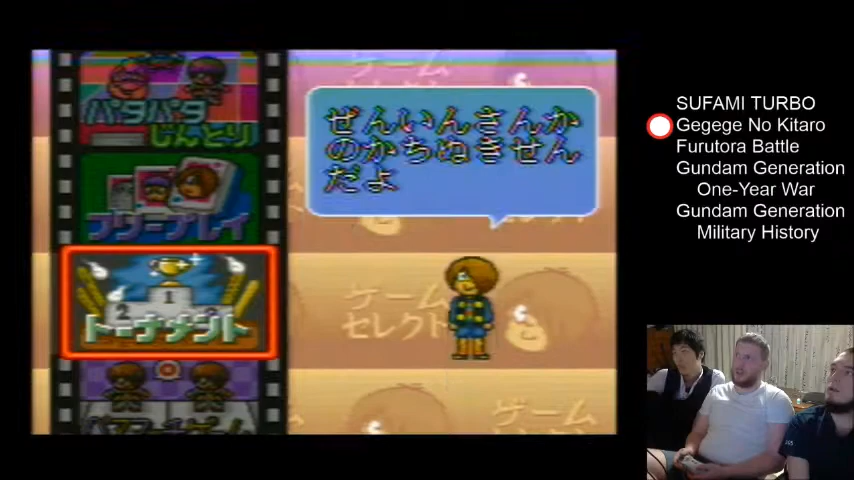 パタパタ
じんとり
フリープレイ
トーナメント
ぜんいんさんか
のかちぬきせん
だよ
ゲーム
セレクト
ゲーム
SUFAMI TURBO
Gegege No Kitaro
Furutora Battle
Gundam Generation
One-Year War
Gundam Generation
Military History